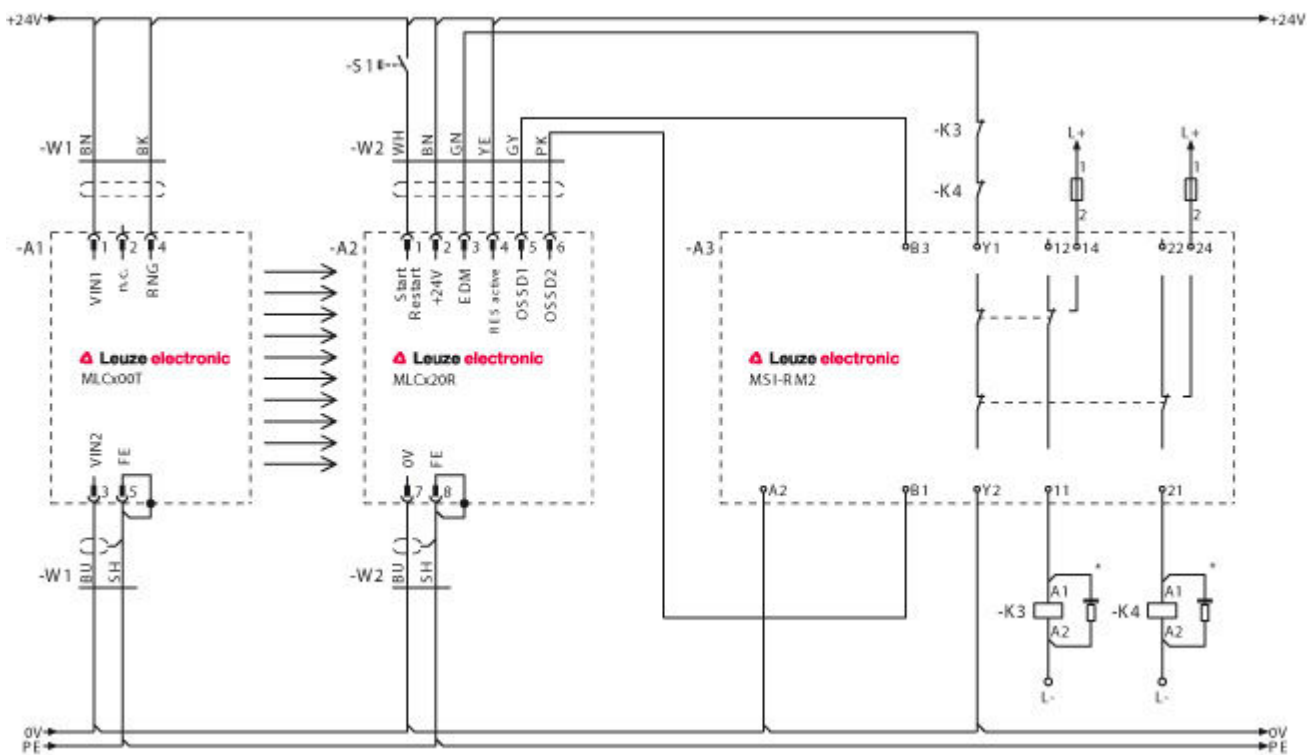 +24V
+24V
-S1
-K3
L+
L+
-W1
BN
BK
-W2
WH
BN
GN
YE
GY
PK
1
1
-K4
2
2
-A1
1
2
4
-A2
1
2
3
4
5
6
-A3
B3
Y1
12
14
22
24
VIN1
n.c.
RNG
Start
Restart
+24V
EDM
RES active
OSSD1
OSSD2
Leuze electronic
MLCx00T
Leuze electronic
MLCx20R
Leuze electronic
MSI-RM2
VIN2
FE
0V
FE
3
5
7
8
A2
B1
Y2
11
21
-W1
BU
SH
-W2
BU
SH
*
*
-K3
A1
A2
-K4
A1
A2
L-
L-
0V
0V
PE
PE